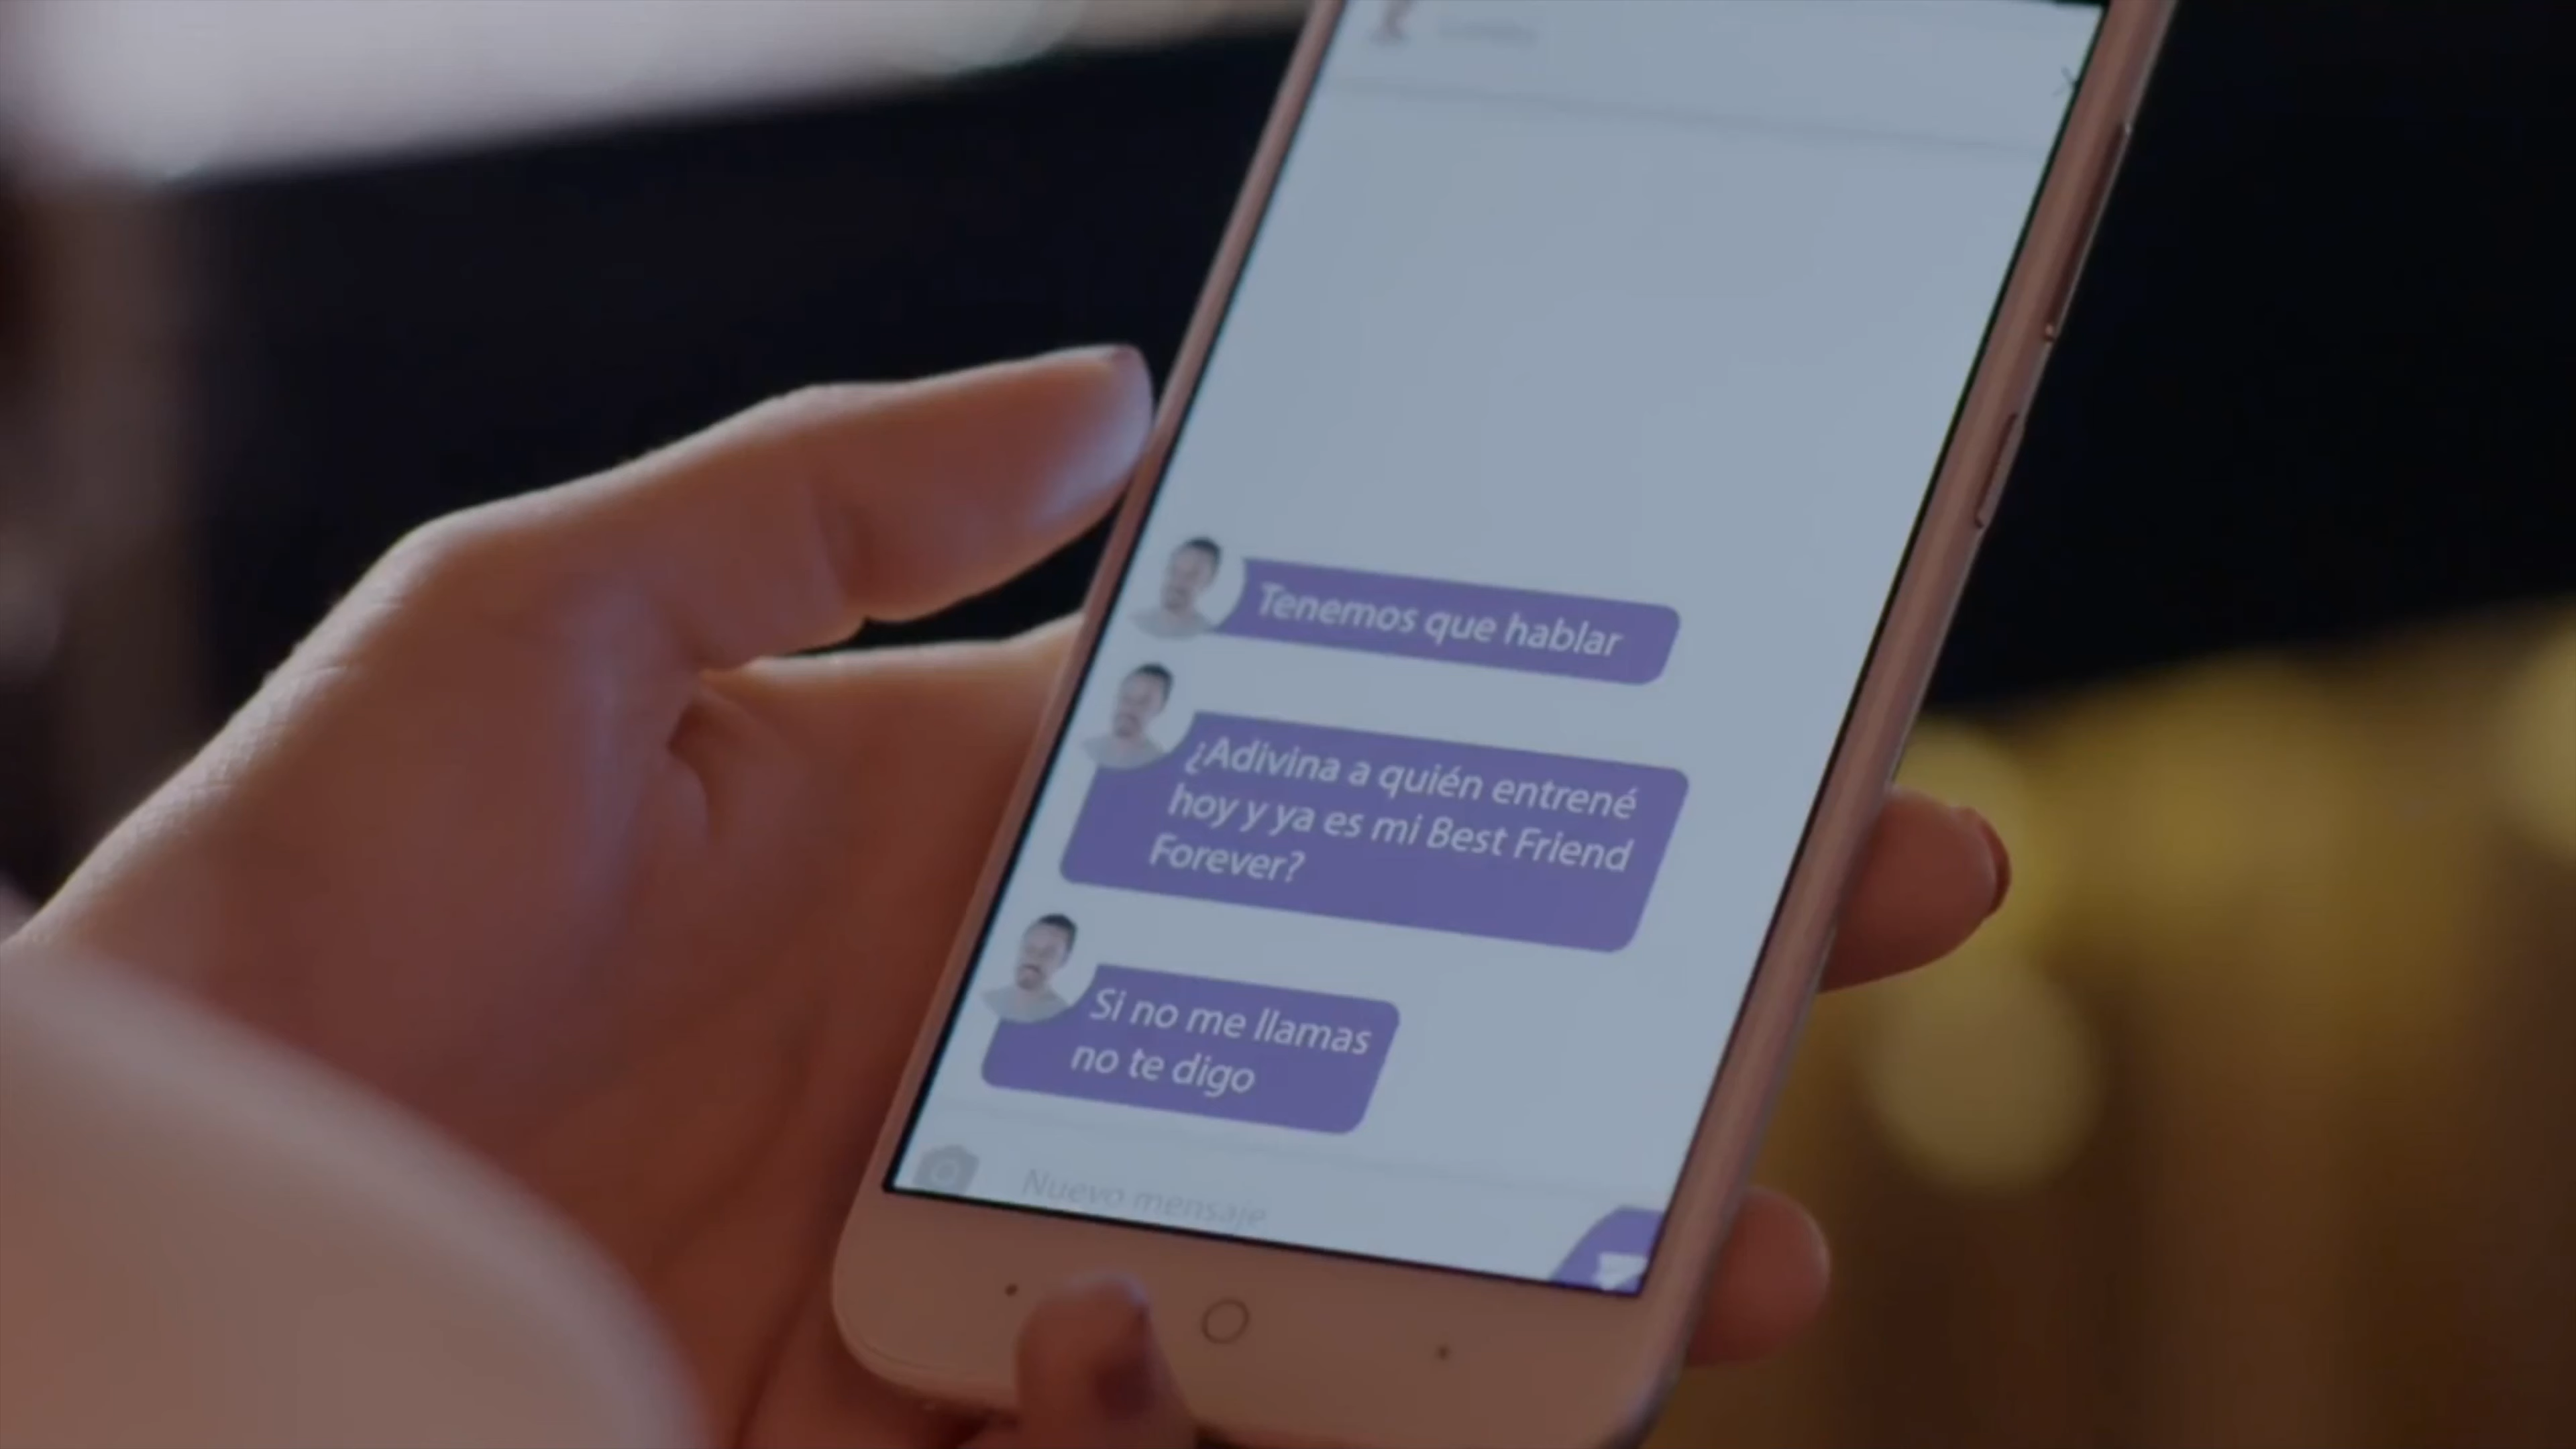 Tenemos que hablar
¿Adivina a quién entrené
hoy y ya es mi Best Friend
Forever?
Si no me llamas
no te digo
Nuevo mensaje